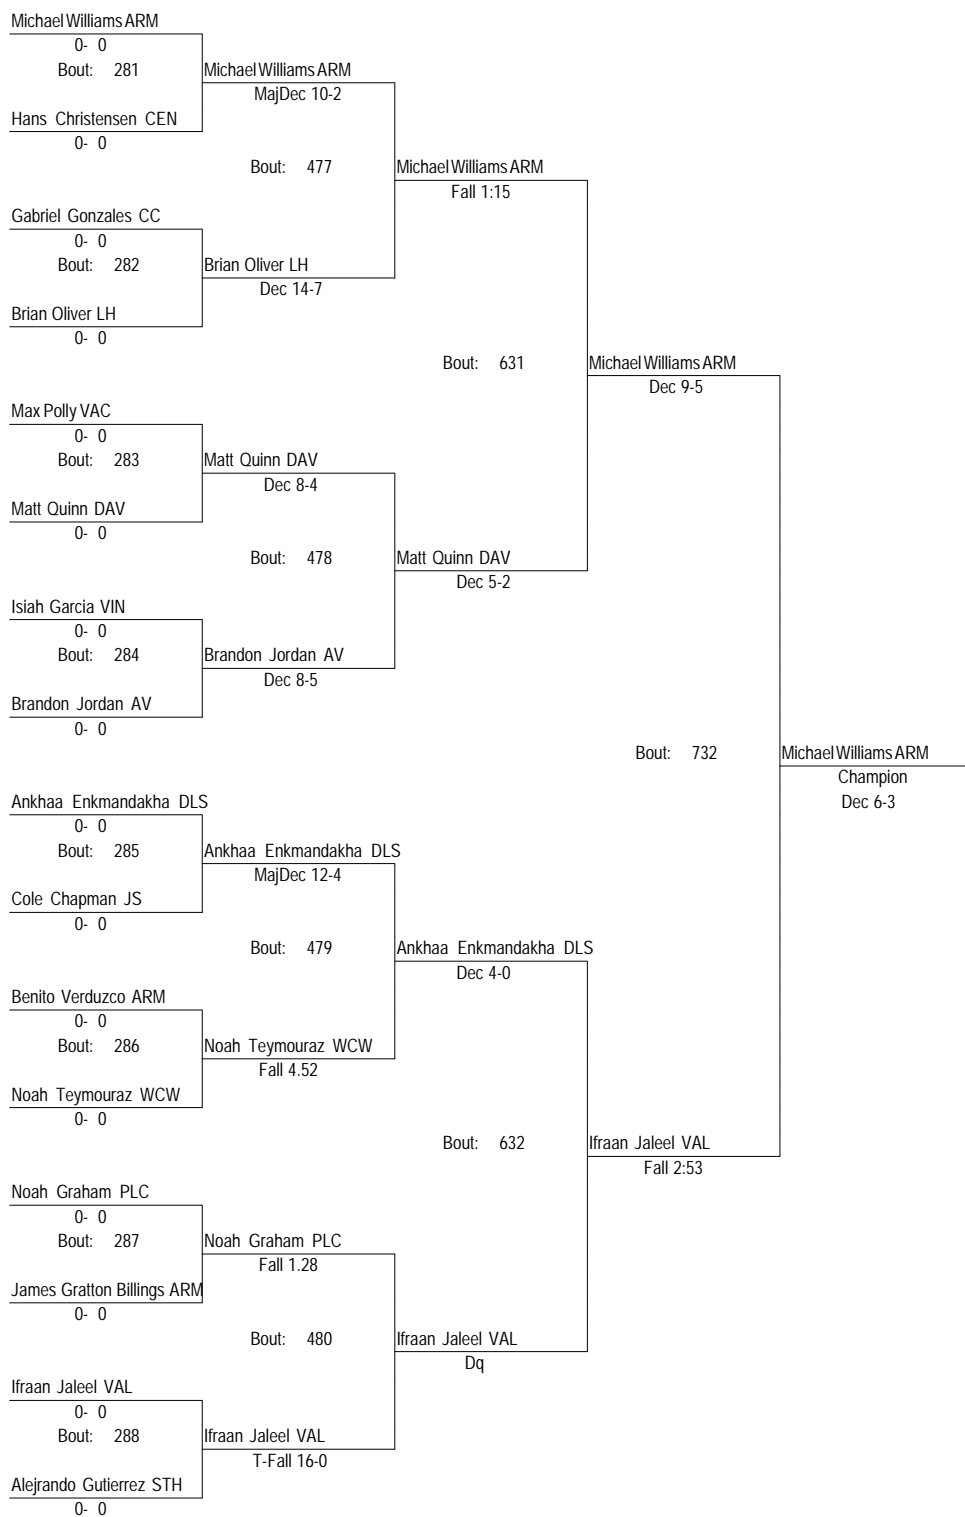 Michael Williams ARM
0- 0
Bout: 281
Michael Williams ARM
MajDec 10-2
Hans Christensen CEN
0- 0
Bout: 477
Michael Williams ARM
Fall 1:15
Gabriel Gonzales CC
0- 0
Bout: 282
Brian Oliver LH
Dec 14-7
Brian Oliver LH
0- 0
Bout: 631
Michael Williams ARM
Dec 9-5
Max Polly VAC
0- 0
Bout: 283
Matt Quinn DAV
Dec 8-4
Matt Quinn DAV
0- 0
Bout: 478
Matt Quinn DAV
Dec 5-2
Isiah Garcia VIN
0- 0
Bout: 284
Brandon Jordan AV
Dec 8-5
Brandon Jordan AV
0- 0
Bout: 732
Michael Williams ARM
Champion
Dec 6-3
Ankhaa Enkmandakha DLS
0- 0
Bout: 285
Ankhaa Enkmandakha DLS
MajDec 12-4
Cole Chapman JS
0- 0
Bout: 479
Ankhaa Enkmandakha DLS
Dec 4-0
Benito Verduzco ARM
0- 0
Bout: 286
Noah Teymouraz WCW
Fall 4.52
Noah Teymouraz WCW
0- 0
Bout: 632
Ifraan Jaleel VAL
Fall 2:53
Noah Graham PLC
0- 0
Bout: 287
Noah Graham PLC
Fall 1.28
James Gratton Billings ARM
0- 0
Bout: 480
Ifraan Jaleel VAL
Dq
Ifraan Jaleel VAL
0- 0
Bout: 288
Ifraan Jaleel VAL
T-Fall 16-0
Alejrando Gutierrez STH
0- 0